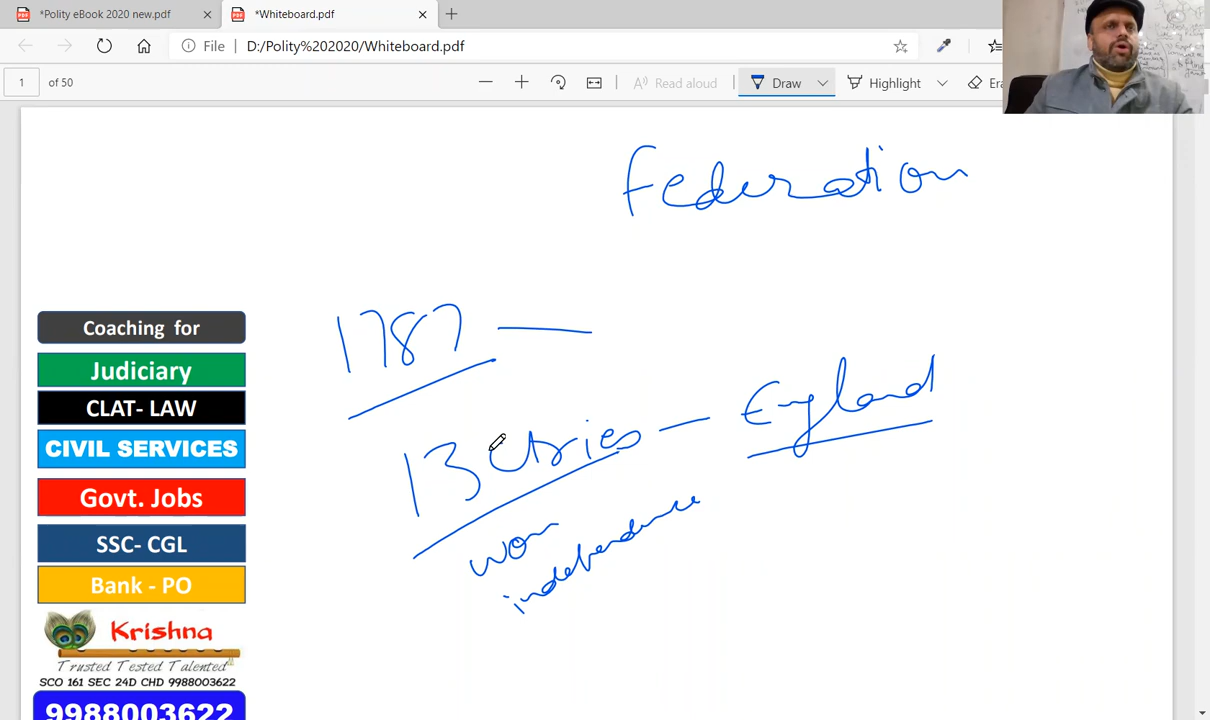 *Polity eBook 2020 new.pdf
*Whiteboard.pdf
File D:/Polity%202020/Whiteboard.pdf
1 of 50
Read aloud
Draw
Highlight
Era
Federation
1787 —
13 Ctries — England
won
independence
Coaching for
Judiciary
CLAT- LAW
CIVIL SERVICES
Govt. Jobs
SSC- CGL
Bank - PO
Krishna
Trusted Tested Talented
SCO 161 SEC 24D CHD 9988003622
9988003622